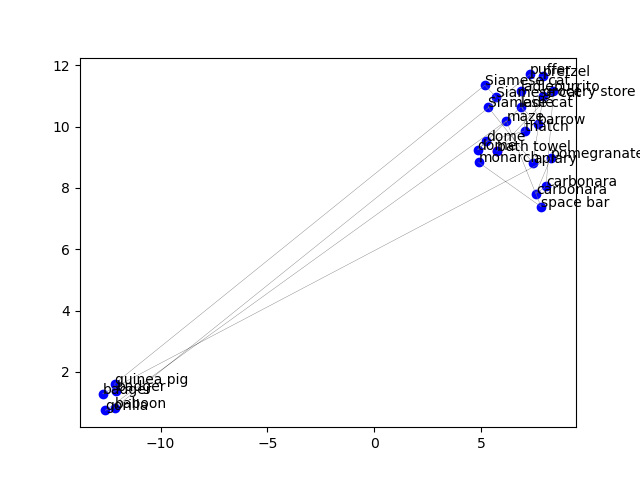 12
10
8
6
4
2
−10
−5
0
5
puffer
pretzel
Siamese cat
burrito
Siamese cat
grocery store
Siamese cat
maze
barrow
thatch
dome
dome
bath towel
monarch
apiary
pomegranate
carbonara
carbonara
space bar
guinea pig
badger
badger
baboon
gorilla